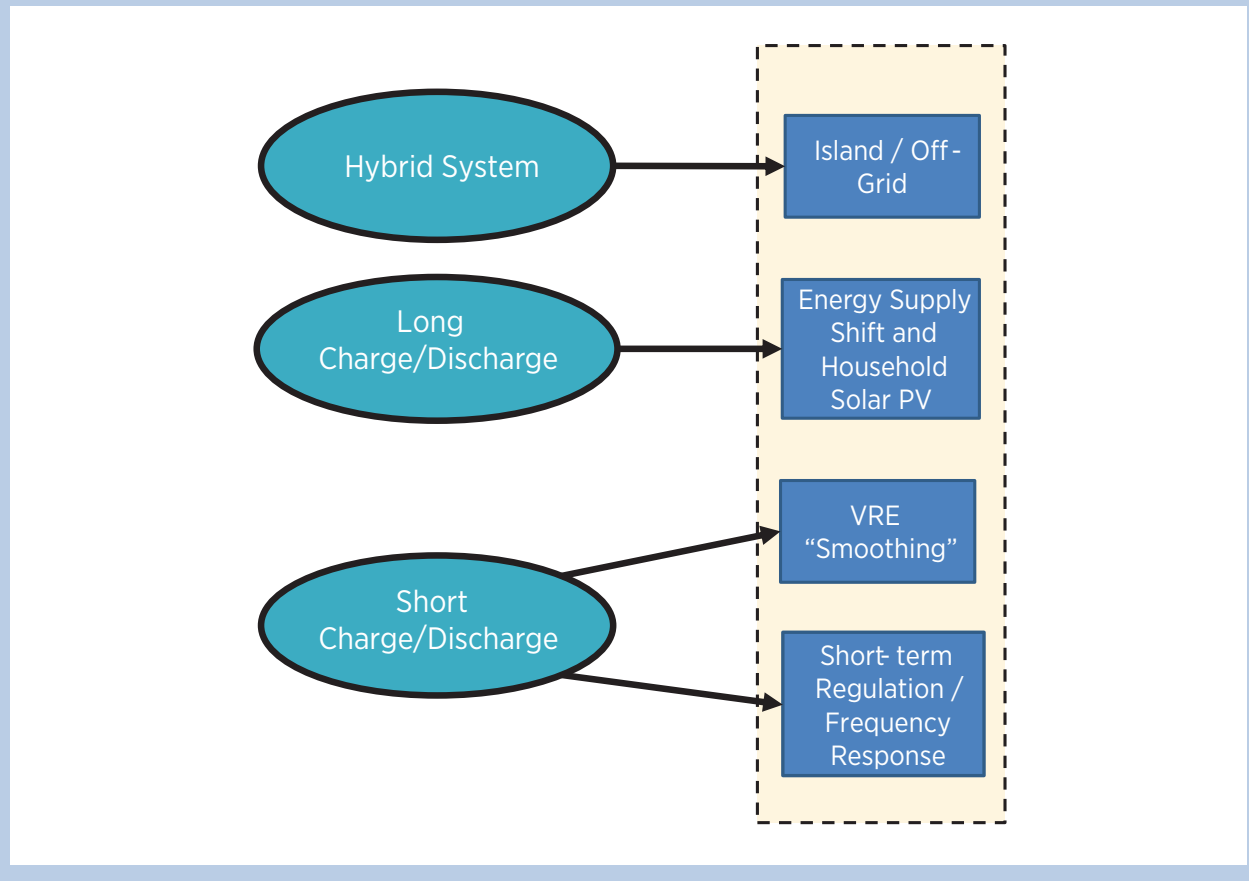 Hybrid System
Island / Off-
Grid
Long
Charge/Discharge
Energy Supply
Shift and
Household
Solar PV
Short
Charge/Discharge
VRE
“Smoothing”
Short- term
Regulation /
Frequency
Response